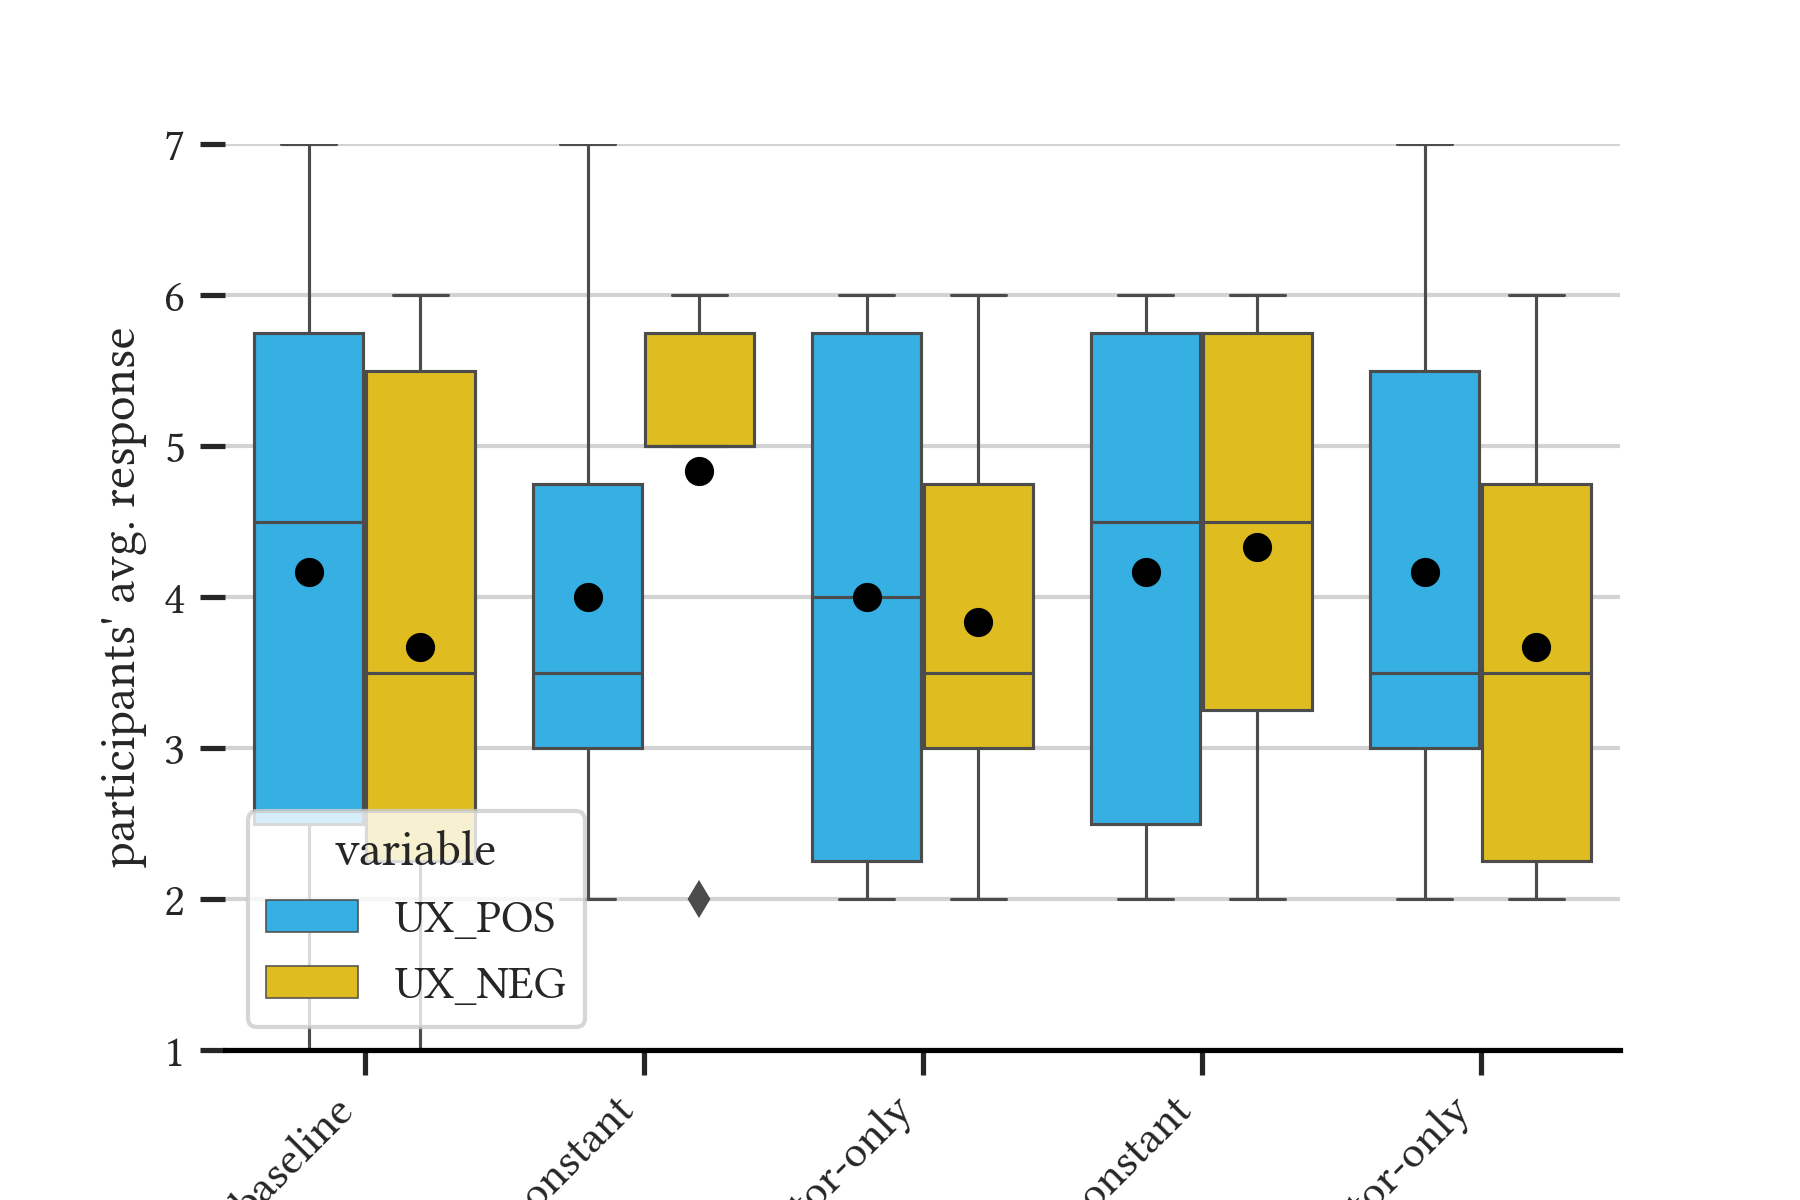 participants' avg. response
7
6
5
4
3
2
1
variable
UX_POS
UX_NEG
baseline
onstant
tor-only
onstant
tor-only